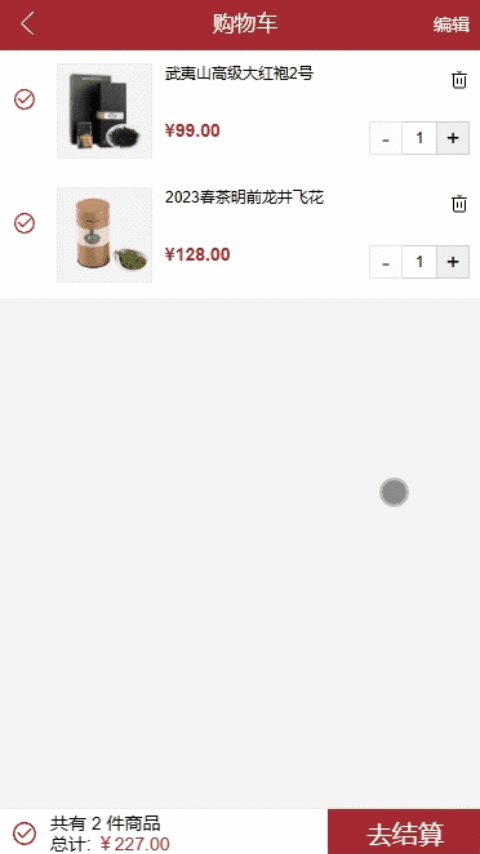 购物车
编辑
武夷山高级大红袍2号
¥99.00
- 1 +
2023春茶明前龙井飞花
¥128.00
- 1 +
共有 2 件商品
总计: ¥227.00
去结算